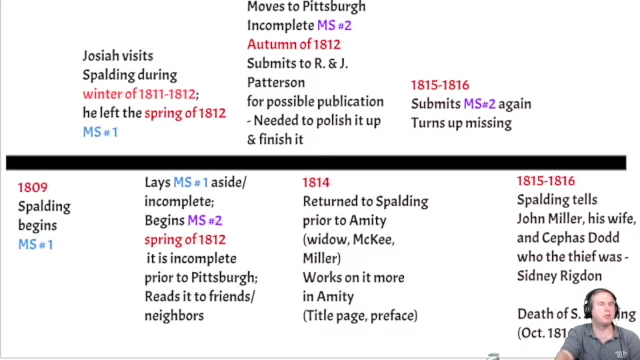 Moves to Pittsburgh
Incomplete MS #2
Autumn of 1812
Submits to R. & J.
Patterson
for possible publication
- Needed to polish it up
& finish it
Josiah visits
Spalding during
winter of 1811-1812;
he left the spring of 1812
MS # 1
1815-1816
Submits MS#2 again
Turns up missing
1809
Spalding
begins
MS # 1
Lays MS # 1 aside/
incomplete;
Begins MS #2
spring of 1812
it is incomplete
prior to Pittsburgh;
Reads it to friends/
neighbors
1814
Returned to Spalding
prior to Amity
(widow, McKee,
Miller)
Works on it more
in Amity
(Title page, preface)
1815-1816
Spalding tells
John Miller, his wife,
and Cephas Dodd
who the thief was -
Sidney Rigdon
Death of S.
(Oct.